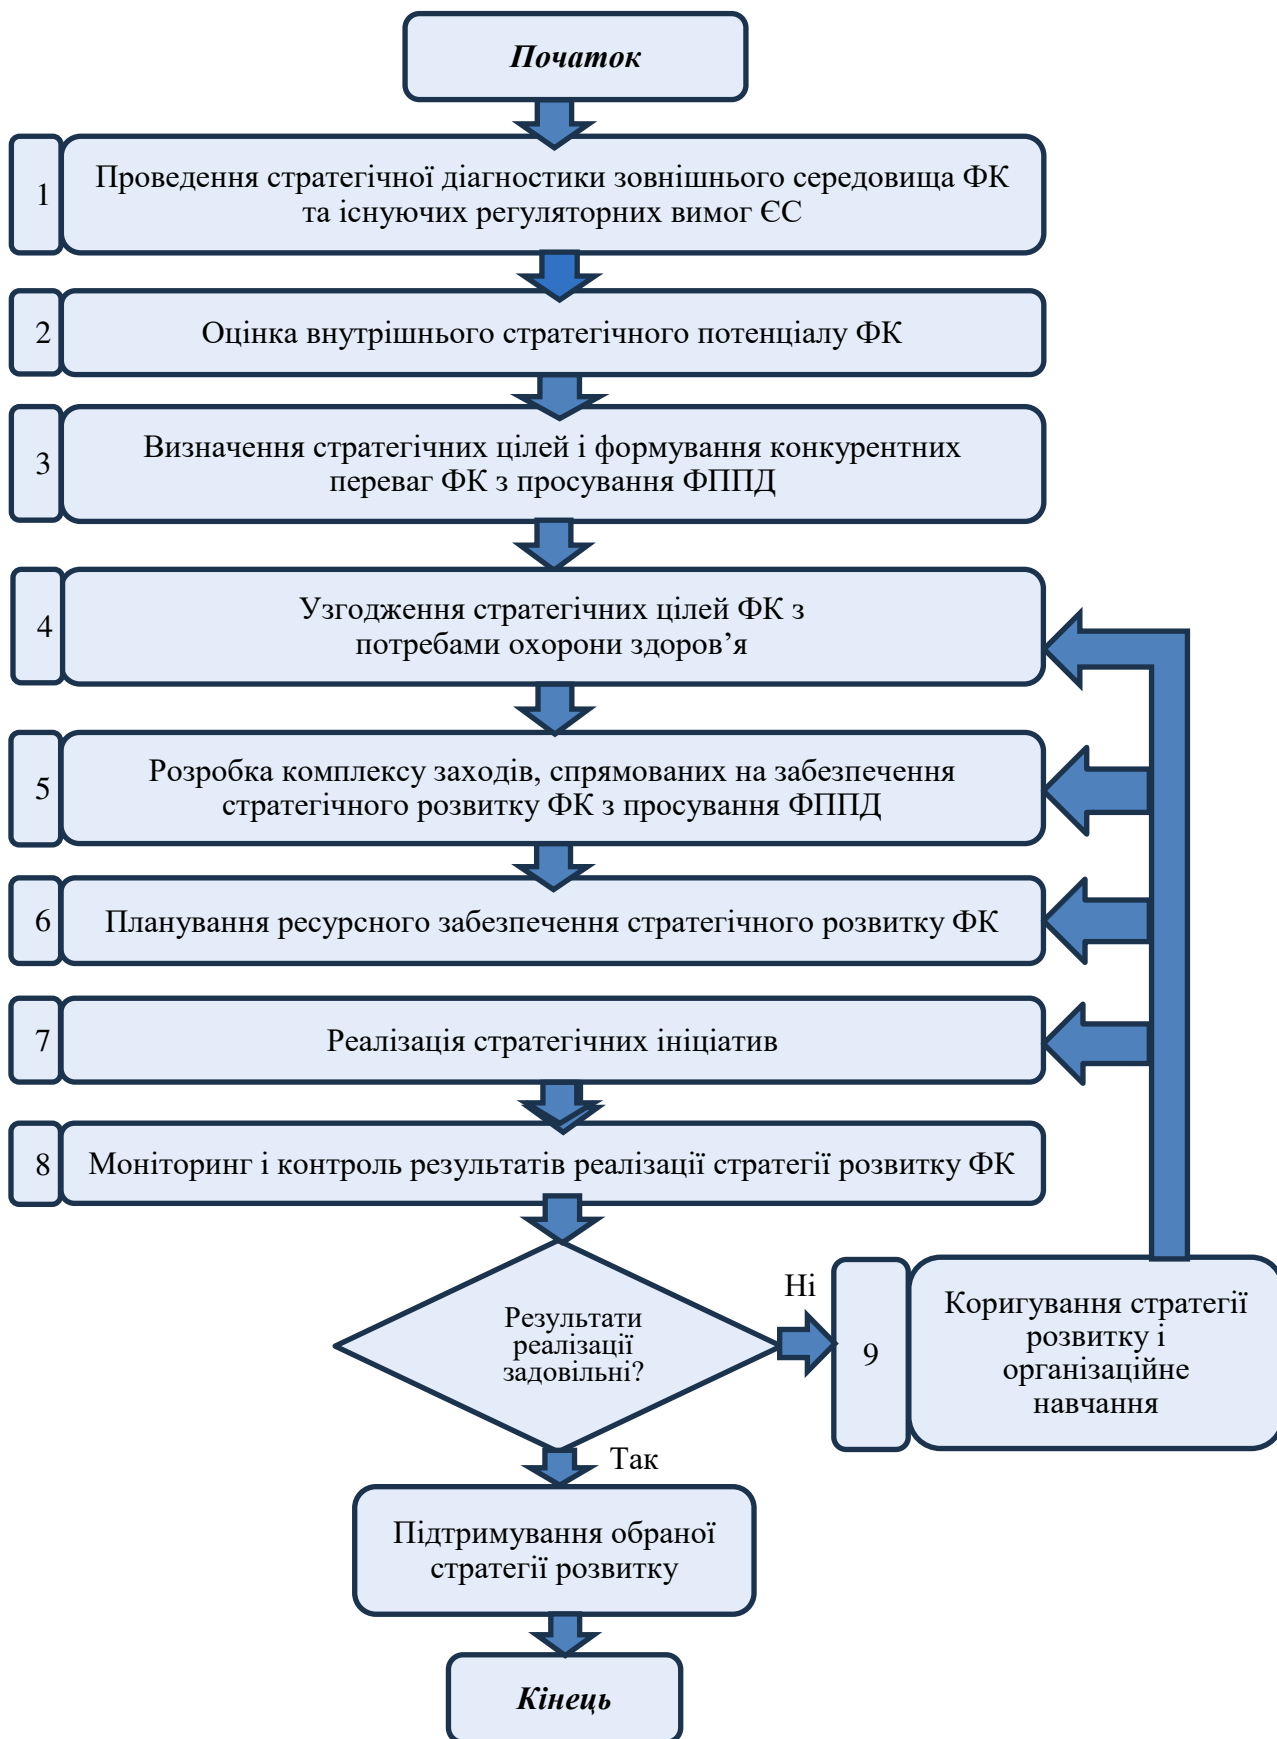 Початок
1
Проведення стратегічної діагностики зовнішнього середовища ФК
та існуючих регуляторних вимог ЄС
2
Оцінка внутрішнього стратегічного потенціалу ФК
3
Визначення стратегічних цілей і формування конкурентних
переваг ФК з просування ФППД
4
Узгодження стратегічних цілей ФК з
потребами охорони здоров’я
5
Розробка комплексу заходів, спрямованих на забезпечення
стратегічного розвитку ФК з просування ФППД
6
Планування ресурсного забезпечення стратегічного розвитку ФК
7
Реалізація стратегічних ініціатив
8
Моніторинг і контроль результатів реалізації стратегії розвитку ФК
Результати
реалізації
задовільні?
Ні
9
Коригування стратегії
розвитку і
організаційне
навчання
Так
Підтримування обраної
стратегії розвитку
Кінець